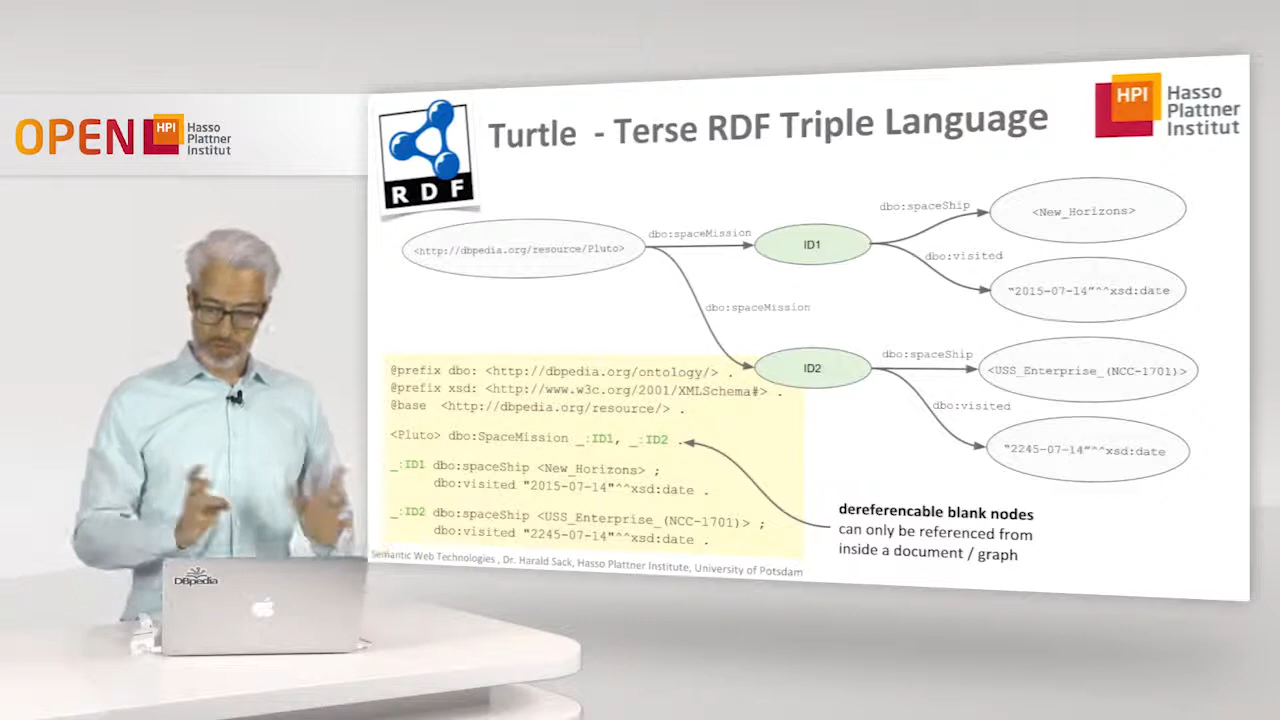 OPEN HPI Hasso
Plattner
Institut
RDF
Turtle - Terse RDF Triple Language
HPI Hasso
Plattner
Institut
<http://dbpedia.org/resource/Pluto>
dbo:spaceMission
ID1
dbo:spaceShip
<New_Horizons>
dbo:visited
"2015-07-14"^^xsd:date
dbo:spaceMission
ID2
dbo:spaceShip
<USS_Enterprise_(NCC-1701)>
dbo:visited
"2245-07-14"^^xsd:date
@prefix dbo: <http://dbpedia.org/ontology/> .
@prefix xsd: <http://www.w3c.org/2001/XMLSchema#> .
@base <http://dbpedia.org/resource/> .
<Pluto> dbo:SpaceMission _:ID1, _:ID2 .
_:ID1 dbo:spaceShip <New_Horizons> ;
dbo:visited "2015-07-14"^^xsd:date .
_:ID2 dbo:spaceShip <USS_Enterprise_(NCC-1701)> ;
dbo:visited "2245-07-14"^^xsd:date .
dereferencable blank nodes
can only be referenced from
inside a document / graph
Semantic Web Technologies , Dr. Harald Sack, Hasso Plattner Institute, University of Potsdam
DBpedia